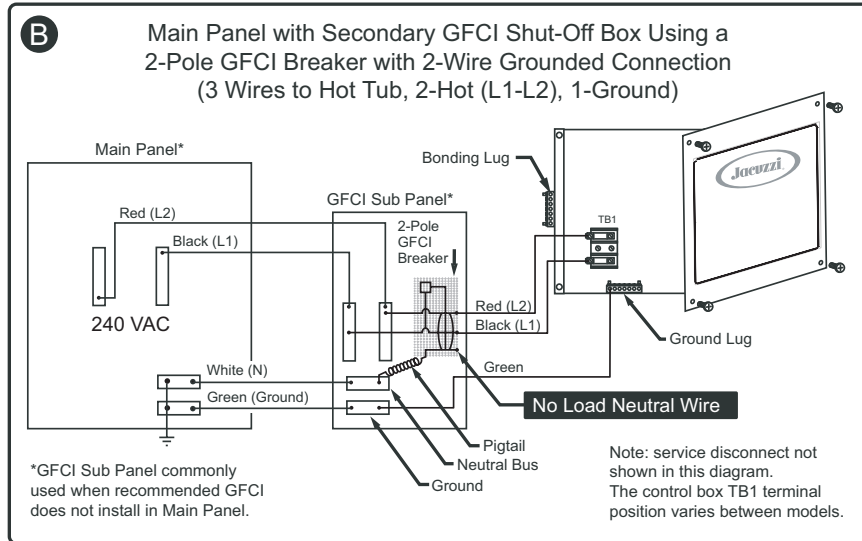 B
Main Panel with Secondary GFCI Shut-Off Box Using a
2-Pole GFCI Breaker with 2-Wire Grounded Connection
(3 Wires to Hot Tub, 2-Hot (L1-L2), 1-Ground)
Main Panel*
Bonding Lug
Jacuzzi
GFCI Sub Panel*
Red (L2)
2-Pole
GFCI
Breaker
TB1
Black (L1)
240 VAC
Red (L2)
Black (L1)
Ground Lug
White (N)
Green
Green (Ground)
No Load Neutral Wire
Pigtail
Neutral Bus
Ground
*GFCI Sub Panel commonly
used when recommended GFCI
does not install in Main Panel.
Note: service disconnect not
shown in this diagram.
The control box TB1 terminal
position varies between models.